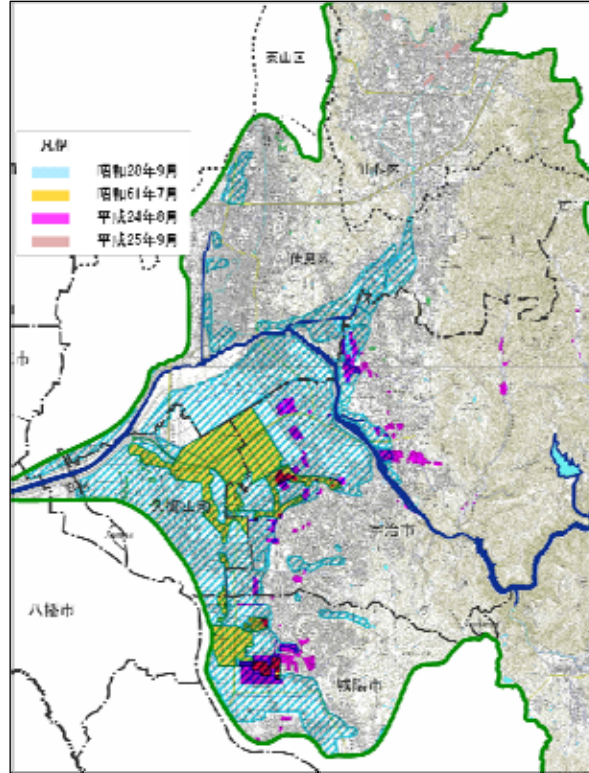 東山区
凡例
昭和28年9月
昭和61年7月
平成24年8月
平成25年9月
山科区
伏見区
市
久御山町
宇治市
八幡市
城陽市